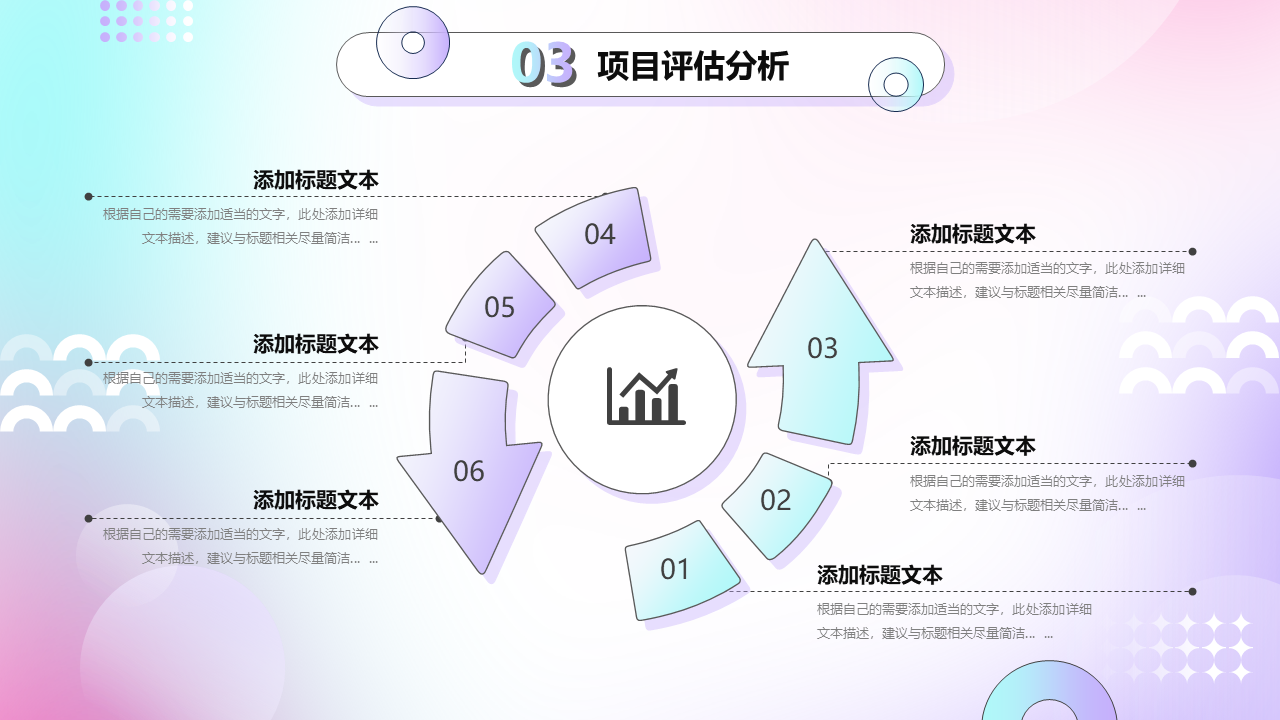 03 项目评估分析
添加标题文本
根据自己的需要添加适当的文字，此处添加详细
文本描述，建议与标题相关尽量简洁... ...
添加标题文本
根据自己的需要添加适当的文字，此处添加详细
文本描述，建议与标题相关尽量简洁... ...
添加标题文本
根据自己的需要添加适当的文字，此处添加详细
文本描述，建议与标题相关尽量简洁... ...
04
05
06
03
02
01
添加标题文本
根据自己的需要添加适当的文字，此处添加详细
文本描述，建议与标题相关尽量简洁... ...
添加标题文本
根据自己的需要添加适当的文字，此处添加详细
文本描述，建议与标题相关尽量简洁... ...
添加标题文本
根据自己的需要添加适当的文字，此处添加详细
文本描述，建议与标题相关尽量简洁... ...